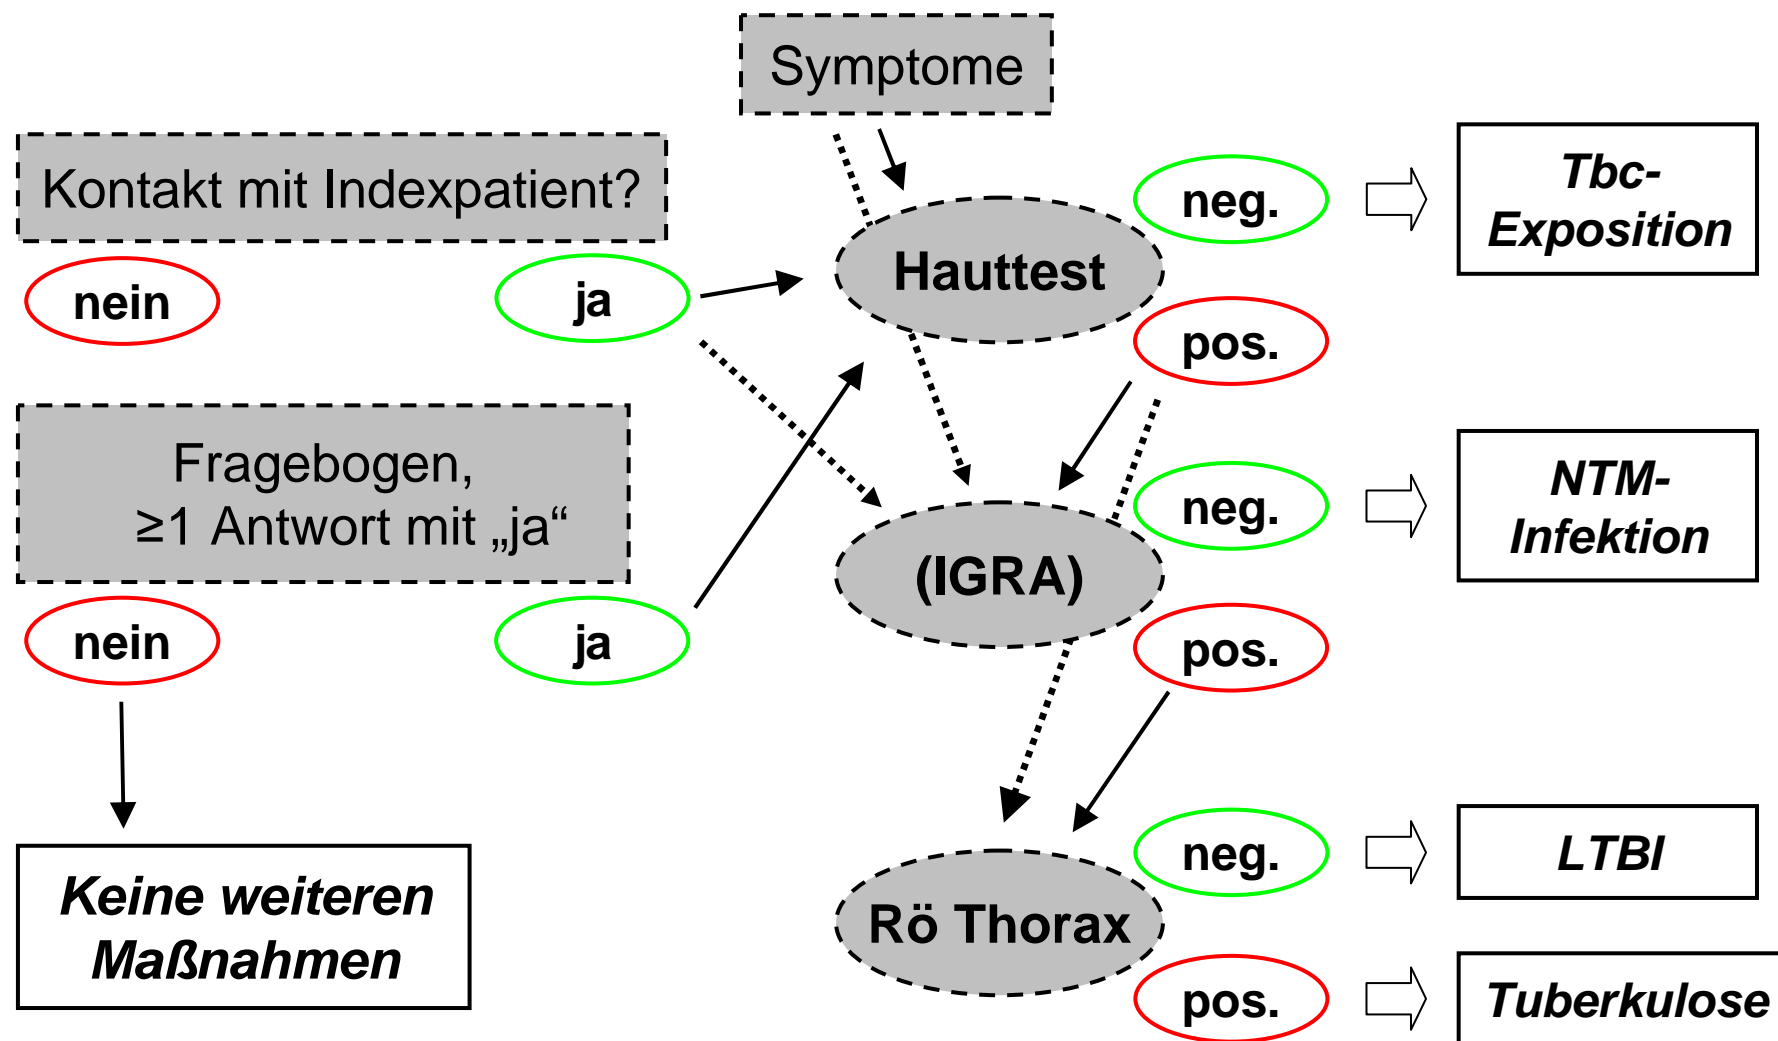 Symptome
Kontakt mit Indexpatient?
nein
ja
Fragebogen,
≥1 Antwort mit „ja“
nein
ja
Keine weiteren
Maßnahmen
Hauttest
neg.
pos.
Tbc-
Exposition
(IGRA)
neg.
pos.
NTM-
Infektion
Rö Thorax
neg.
pos.
LTBI
Tuberkulose